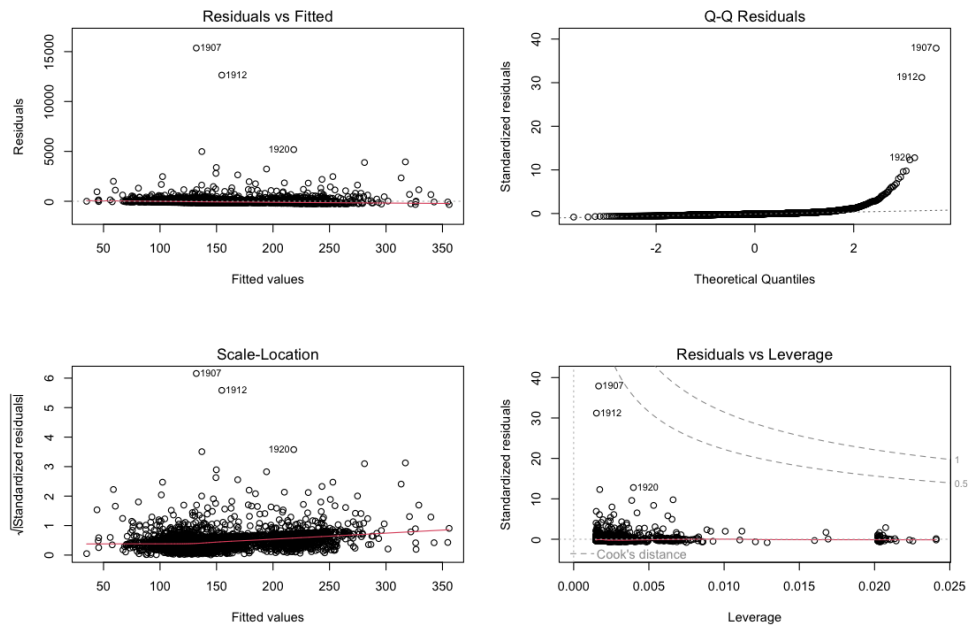 Residuals vs Fitted
Residuals
15000
10000
5000
0
1907
1912
1920
50 100 150 200 250 300 350
Fitted values
Q-Q Residuals
Standardized residuals
40
30
20
10
0
1907
1912
1920
-2 0 2
Theoretical Quantiles
Scale-Location
√|Standardized residuals|
6
5
4
3
2
1
0
1907
1912
1920
50 100 150 200 250 300 350
Fitted values
Residuals vs Leverage
Standardized residuals
40
30
20
10
0
1907
1912
1920
1
0.5
Cook's distance
0.000 0.005 0.010 0.015 0.020 0.025
Leverage